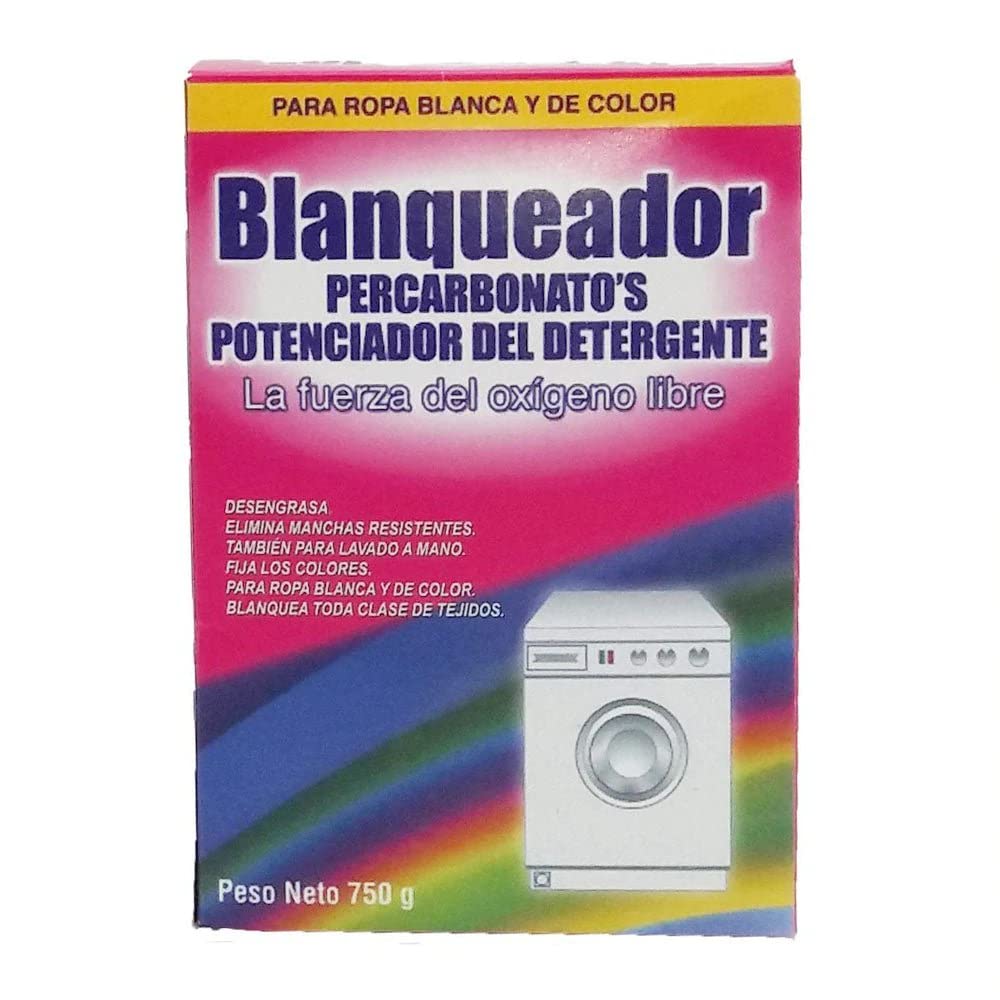 PARA ROPA BLANCA Y DE COLOR
Blanqueador
PERCARBONATO'S
POTENCIADOR DEL DETERGENTE
La fuerza del oxígeno libre
DESENGRASA.
ELIMINA MANCHAS RESISTENTES.
TAMBIÉN PARA LAVADO A MANO.
FIJA LOS COLORES.
PARA ROPA BLANCA Y DE COLOR.
BLANQUEA TODA CLASE DE TEJIDOS.
Peso Neto 750 g